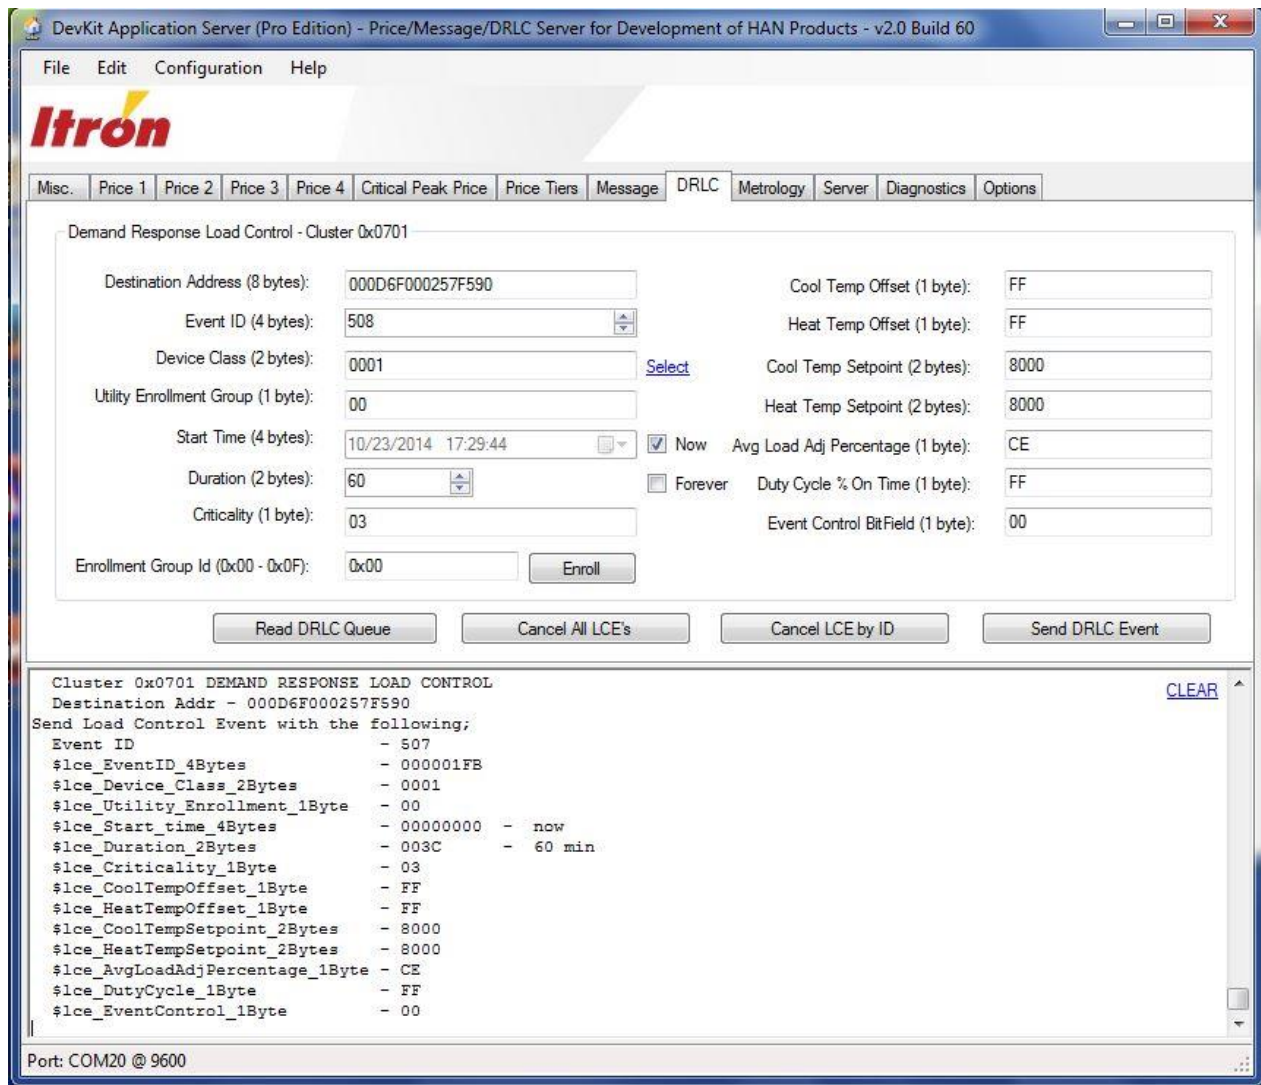 DevKit Application Server (Pro Edition) - Price/Message/DRLC Server for Development of HAN Products - v2.0 Build 60
File Edit Configuration Help
Itron
Misc. Price 1 Price 2 Price 3 Price 4 Critical Peak Price Price Tiers Message DRLC Metrology Server Diagnostics Options
Demand Response Load Control - Cluster 0x0701
Destination Address (8 bytes): 000D6F000257F590
Event ID (4 bytes): 508
Device Class (2 bytes): 0001 Select
Utility Enrollment Group (1 byte): 00
Start Time (4 bytes): 10/23/2014 17:29:44 Now
Duration (2 bytes): 60 Forever
Criticality (1 byte): 03
Enrollment Group Id (0x00 - 0x0F): 0x00 Enroll
Cool Temp Offset (1 byte): FF
Heat Temp Offset (1 byte): FF
Cool Temp Setpoint (2 bytes): 8000
Heat Temp Setpoint (2 bytes): 8000
Avg Load Adj Percentage (1 byte): CE
Duty Cycle % On Time (1 byte): FF
Event Control BitField (1 byte): 00
Read DRLC Queue Cancel All LCE's Cancel LCE by ID Send DRLC Event
CLEAR
Cluster 0x0701 DEMAND RESPONSE LOAD CONTROL
Destination Addr - 000D6F000257F590
Send Load Control Event with the following;
Event ID - 507
$lce_EventID_4Bytes - 000001FB
$lce_Device_Class_2Bytes - 0001
$lce_Utility_Enrollment_1Byte - 00
$lce_Start_time_4Bytes - 00000000 - now
$lce_Duration_2Bytes - 003C - 60 min
$lce_Criticality_1Byte - 03
$lce_CoolTempOffset_1Byte - FF
$lce_HeatTempOffset_1Byte - FF
$lce_CoolTempSetpoint_2Bytes - 8000
$lce_HeatTempSetpoint_2Bytes - 8000
$lce_AvgLoadAdjPercentage_1Byte - CE
$lce_DutyCycle_1Byte - FF
$lce_EventControl_1Byte - 00
Port: COM20 @ 9600